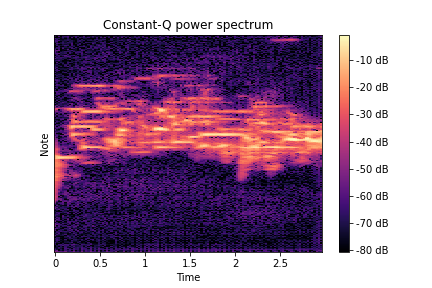 Constant-Q power spectrum
Note
-10 dB
-20 dB
-30 dB
-40 dB
-50 dB
-60 dB
-70 dB
-80 dB
0
0.5
1
1.5
2
2.5
Time